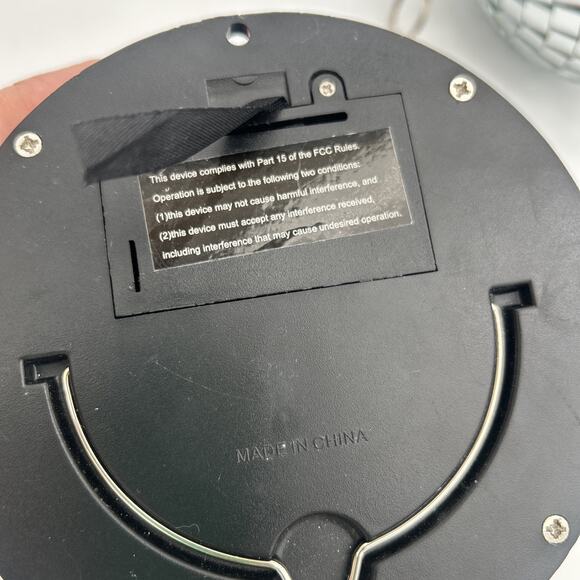 This device complies with Part 15 of the FCC Rules.
Operation is subject to the following two conditions:
(1)this device may not cause harmful interference, and
(2)this device must accept any interference received,
including interference that may cause undesired operation.
MADE IN CHINA